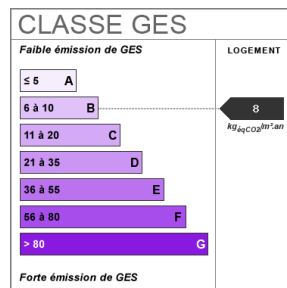 CLASSE GES
Faible émission de GES
LOGEMENT
≤ 5 A
6 à 10 B
8
kgéqCO2/m².an
11 à 20 C
21 à 35 D
36 à 55 E
56 à 80 F
> 80 G
Forte émission de GES